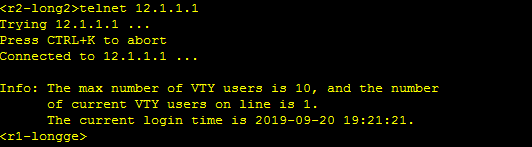 <r2-long2>telnet 12.1.1.1
Trying 12.1.1.1 ...
Press CTRL+K to abort
Connected to 12.1.1.1 ...
Info: The max number of VTY users is 10, and the number
of current VTY users on line is 1.
The current login time is 2019-09-20 19:21:21.
<r1-longge>